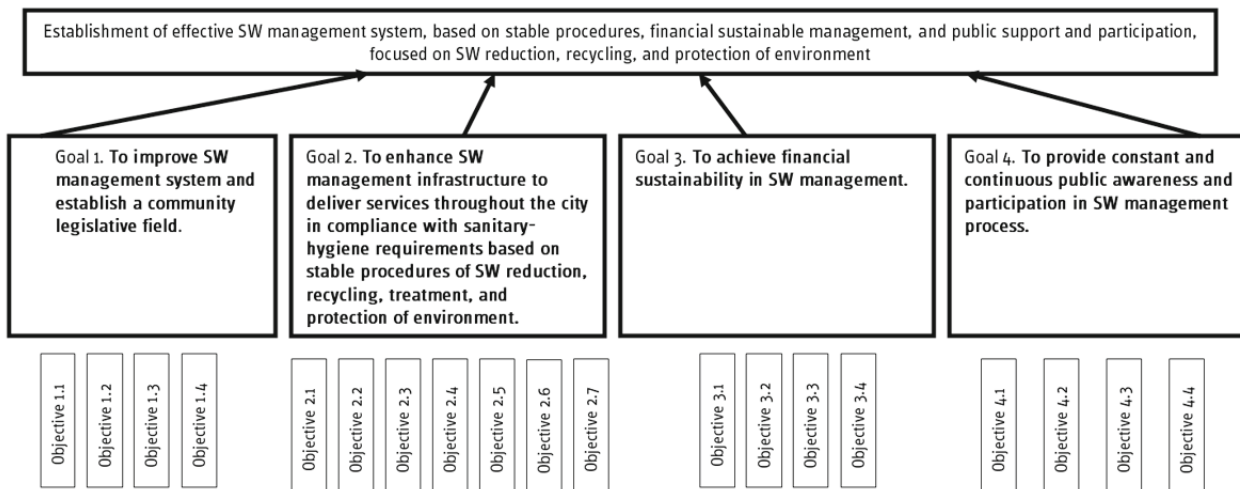 Establishment of effective SW management system, based on stable procedures, financial sustainable management, and public support and participation,
focused on SW reduction, recycling, and protection of environment
Goal 1. To improve SW
management system and
establish a community
legislative field.
Goal 2. To enhance SW
management infrastructure to
deliver services throughout the city
in compliance with sanitary-
hygiene requirements based on
stable procedures of SW reduction,
recycling, treatment, and
protection of environment.
Goal 3. To achieve financial
sustainability in SW management.
Goal 4. To provide constant and
continuous public awareness and
participation in SW management
process.
Objective 1.1
Objective 1.2
Objective 1.3
Objective 1.4
Objective 2.1
Objective 2.2
Objective 2.3
Objective 2.4
Objective 2.5
Objective 2.6
Objective 2.7
Objective 3.1
Objective 3.2
Objective 3.3
Objective 3.4
Objective 4.1
Objective 4.2
Objective 4.3
Objective 4.4